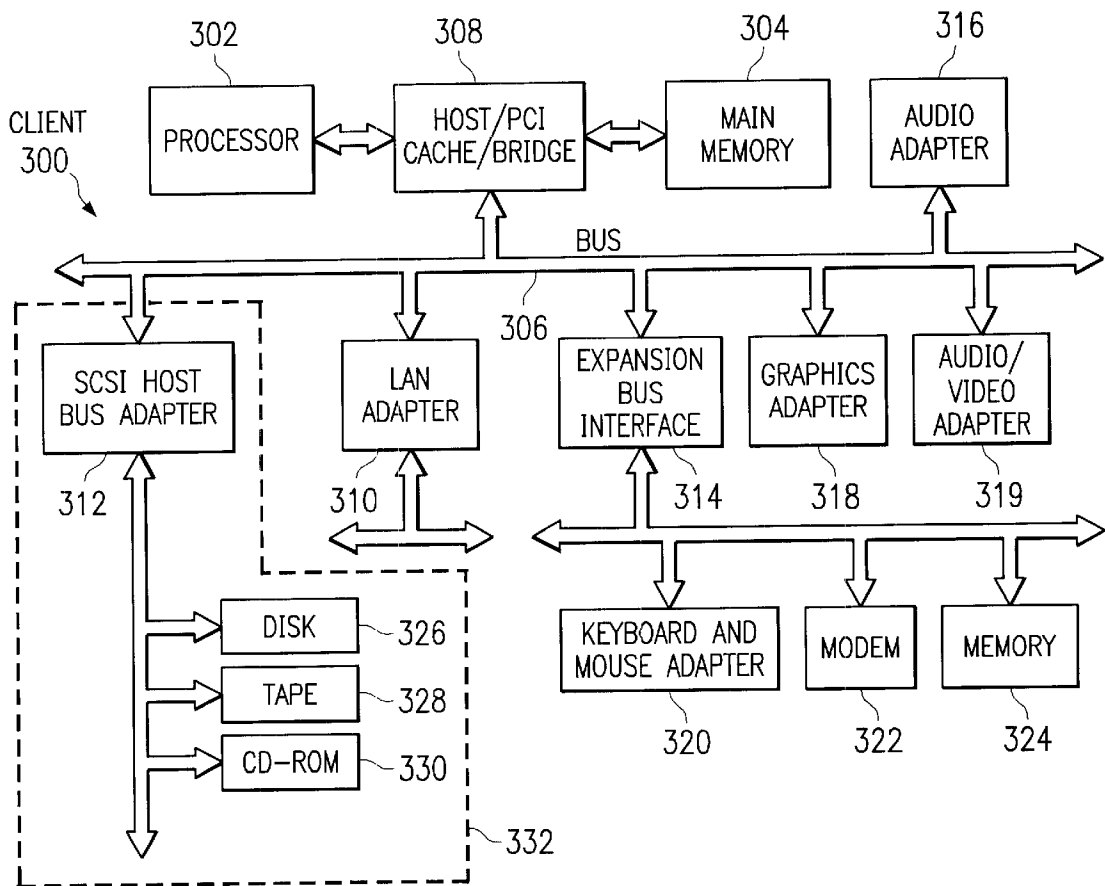 302
308
304
316
CLIENT
300
PROCESSOR
HOST/PCI
CACHE/BRIDGE
MAIN
MEMORY
AUDIO
ADAPTER
BUS
306
SCSI HOST
BUS ADAPTER
LAN
ADAPTER
EXPANSION
BUS
INTERFACE
GRAPHICS
ADAPTER
AUDIO/
VIDEO
ADAPTER
312
310
314
318
319
DISK
326
TAPE
328
CD-ROM
330
KEYBOARD AND
MOUSE ADAPTER
MODEM
MEMORY
320
322
324
332